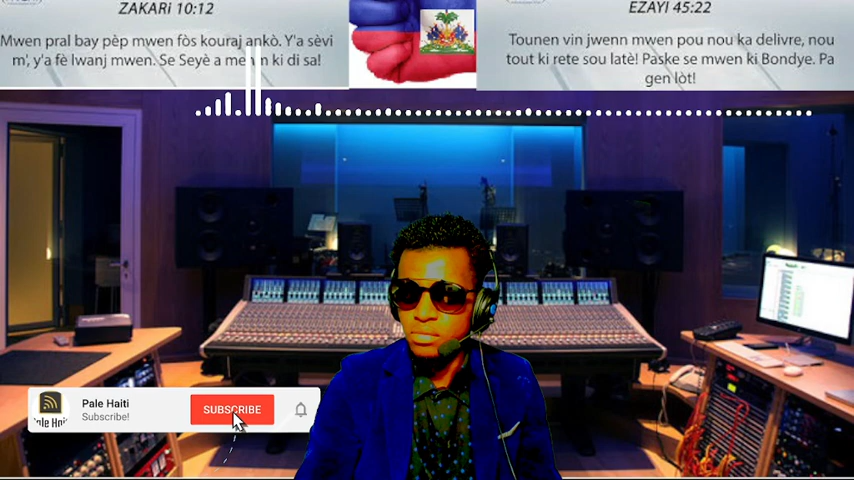 ZAKARI 10:12
Mwen pral bay pèp mwen fòs kouraj ankò. Y'a sèvi
m', y'a fè lwanj mwen. Se Seyè a menm ki di sa!
EZAYI 45:22
Tounen vin jwenn mwen pou nou ka delivre, nou
tout ki rete sou latè! Paske se mwen ki Bondye. Pa
gen lòt!
Pale Haiti
Subscribe!
SUBSCRIBE